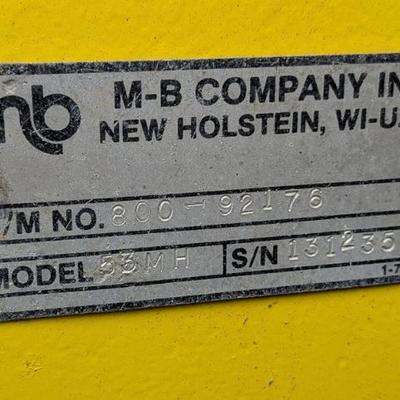 mb M-B COMPANY IN
NEW HOLSTEIN, WI-U
/M NO. 800-92176
MODEL 53MH S/N 131235
1-7